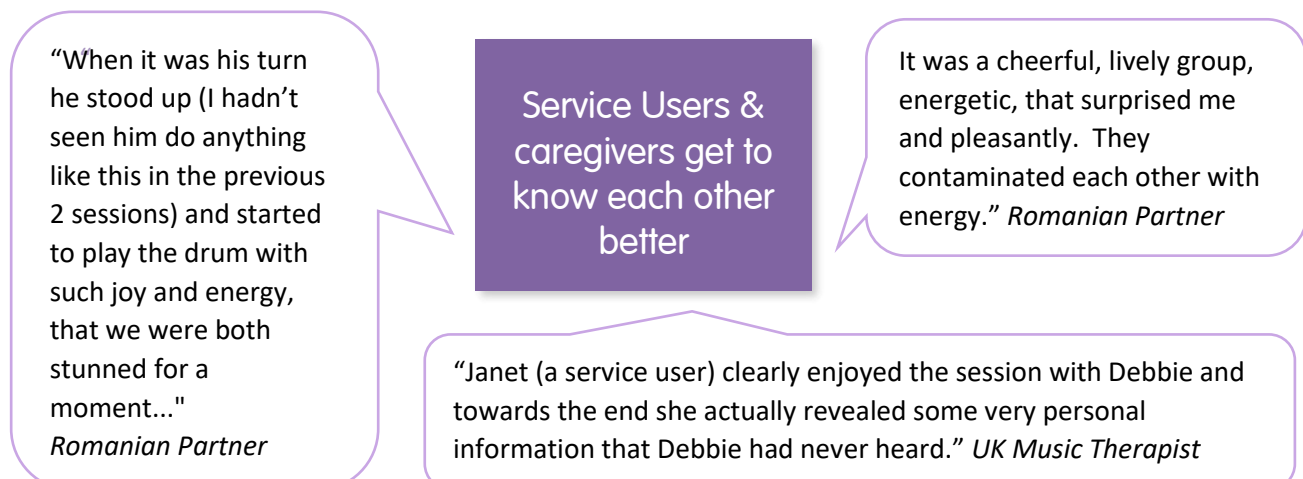 “When it was his turn
he stood up (I hadn’t
seen him do anything
like this in the previous
2 sessions) and started
to play the drum with
such joy and energy,
that we were both
stunned for a
moment..."
Romanian Partner
Service Users &
caregivers get to
know each other
better
It was a cheerful, lively group,
energetic, that surprised me
and pleasantly.  They
contaminated each other with
energy.” Romanian Partner
“Janet (a service user) clearly enjoyed the session with Debbie and
towards the end she actually revealed some very personal
information that Debbie had never heard.” UK Music Therapist